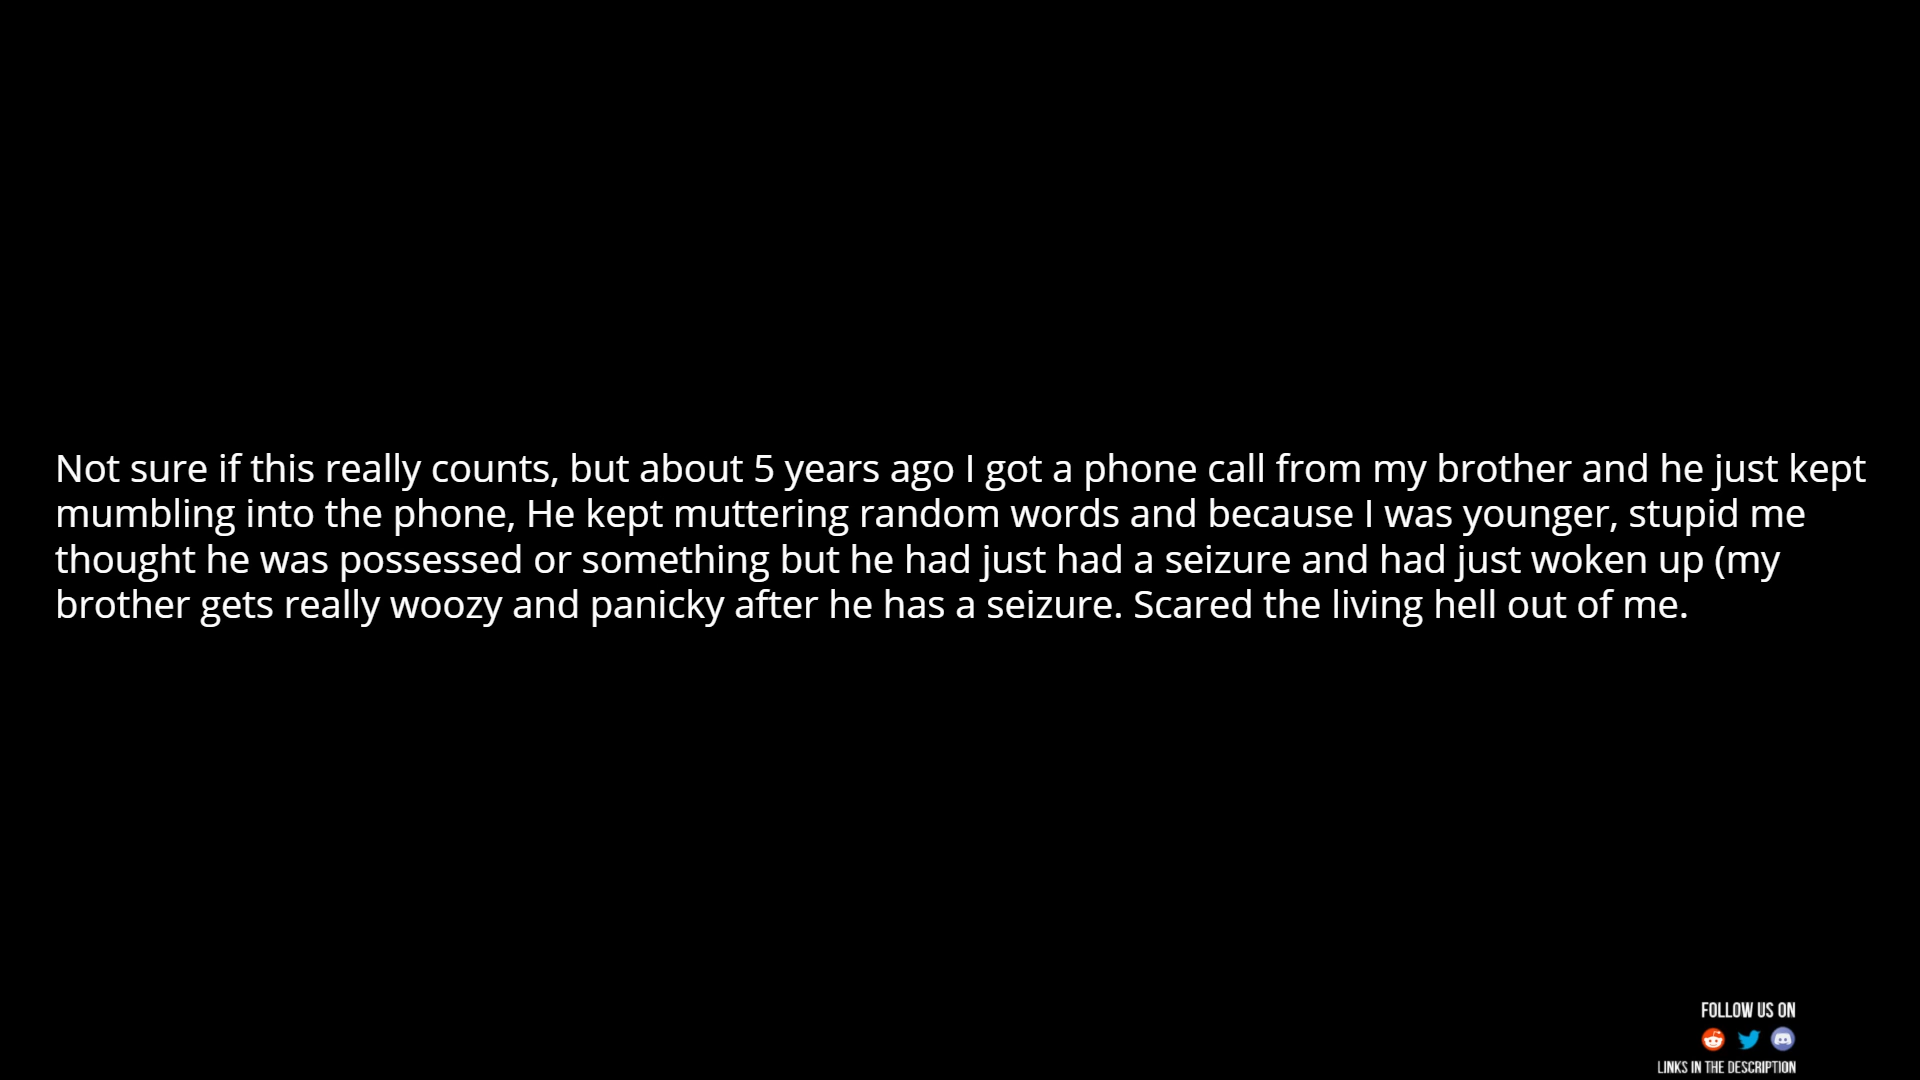 Not sure if this really counts, but about 5 years ago I got a phone call from my brother and he just kept
mumbling into the phone, He kept muttering random words and because I was younger, stupid me
thought he was possessed or something but he had just had a seizure and had just woken up (my
brother gets really woozy and panicky after he has a seizure. Scared the living hell out of me.
FOLLOW US ON
LINKS IN THE DESCRIPTION